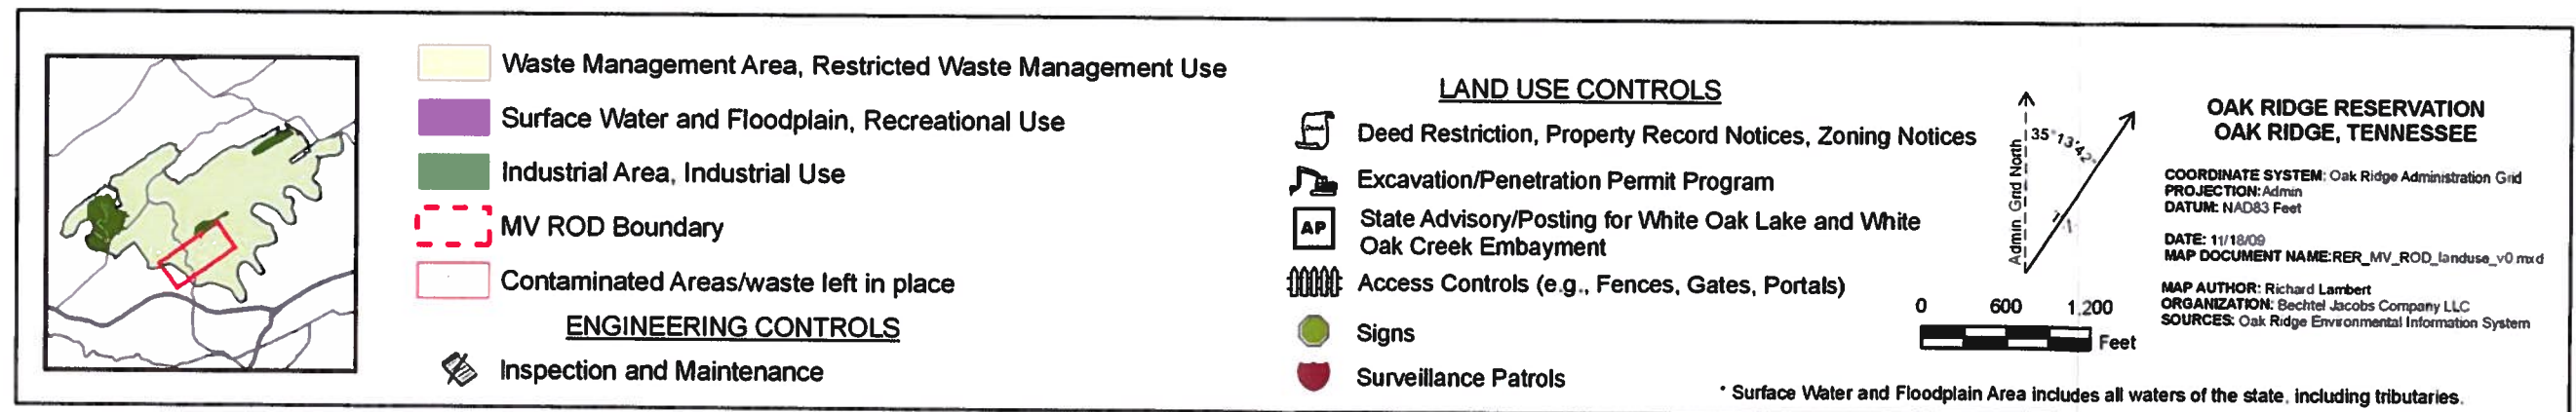 Waste Management Area, Restricted Waste Management Use
Surface Water and Floodplain, Recreational Use
Industrial Area, Industrial Use
MV ROD Boundary
Contaminated Areas/waste left in place
ENGINEERING CONTROLS
Inspection and Maintenance
LAND USE CONTROLS
Deed Restriction, Property Record Notices, Zoning Notices
Excavation/Penetration Permit Program
AP
State Advisory/Posting for White Oak Lake and White
Oak Creek Embayment
Access Controls (e.g., Fences, Gates, Portals)
Signs
Surveillance Patrols
Admin Grid North
35°13'42"
0 600 1,200
Feet
OAK RIDGE RESERVATION
OAK RIDGE, TENNESSEE
COORDINATE SYSTEM: Oak Ridge Administration Grid
PROJECTION: Admin
DATUM: NAD83 Feet
DATE: 11/18/09
MAP DOCUMENT NAME:RER_MV_ROD_landuse_v0 mxd
MAP AUTHOR: Richard Lambert
ORGANIZATION: Bechtel Jacobs Company LLC
SOURCES: Oak Ridge Environmental Information System
* Surface Water and Floodplain Area includes all waters of the state, including tributaries.